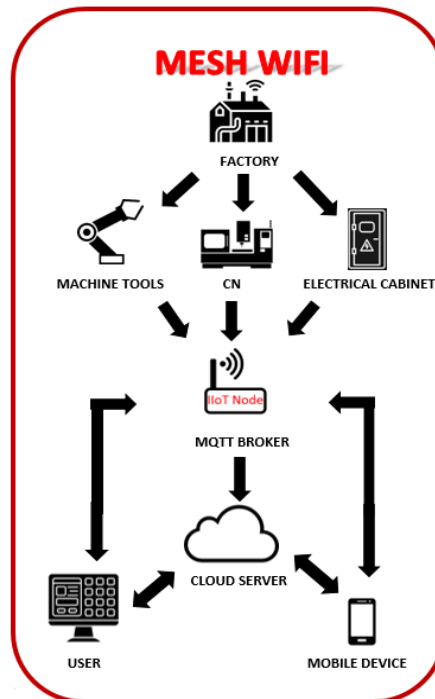 MESH WIFI
FACTORY
MACHINE TOOLS
CN
ELECTRICAL CABINET
IIoT Node
MQTT BROKER
CLOUD SERVER
USER
MOBILE DEVICE